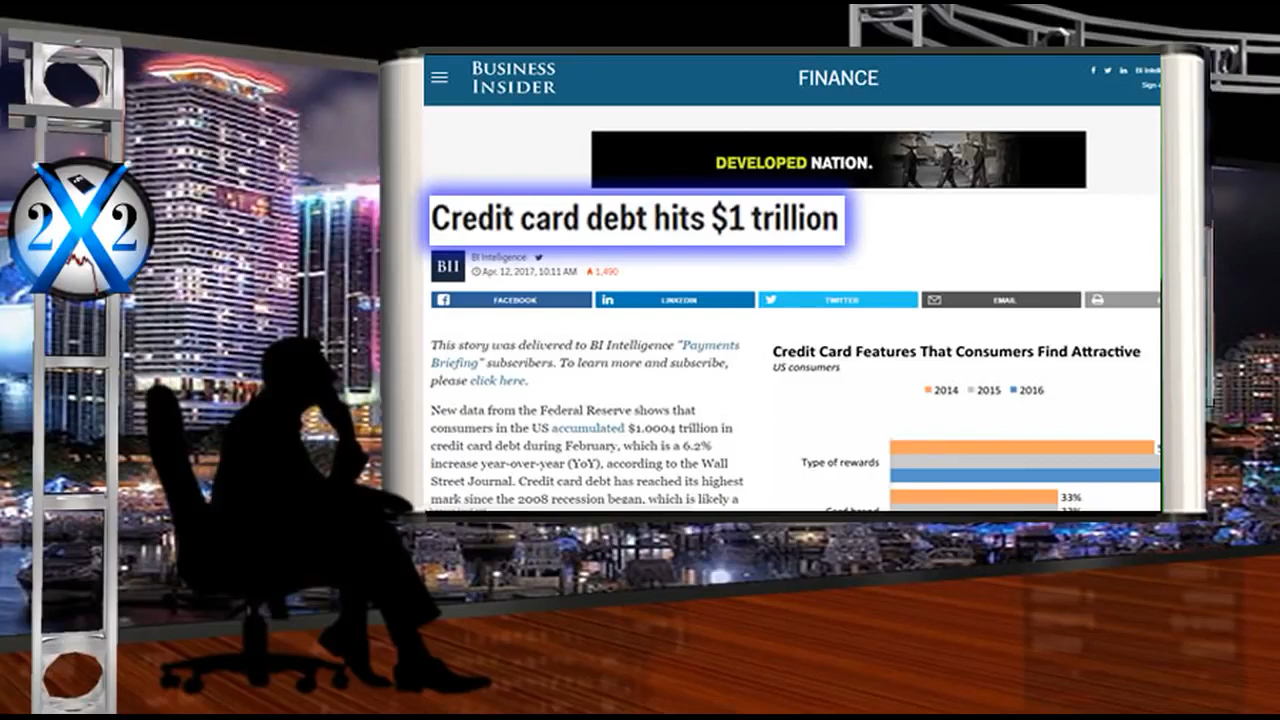 BUSINESS
INSIDER
FINANCE
Sign
DEVELOPED NATION.
Credit card debt hits $1 trillion
2X2
BII
BI Intelligence
Apr. 12, 2017, 10:11 AM 1,490
FACEBOOK
LINKEDIN
TWITTER
EMAIL
This story was delivered to BI Intelligence "Payments
Briefing" subscribers. To learn more and subscribe,
please click here.
New data from the Federal Reserve shows that
consumers in the US accumulated $1.0004 trillion in
credit card debt during February, which is a 6.2%
increase year-over-year (YoY), according to the Wall
Street Journal. Credit card debt has reached its highest
mark since the 2008 recession began, which is likely a
Credit Card Features That Consumers Find Attractive
US consumers
2014 2015 2016
Type of rewards
33%